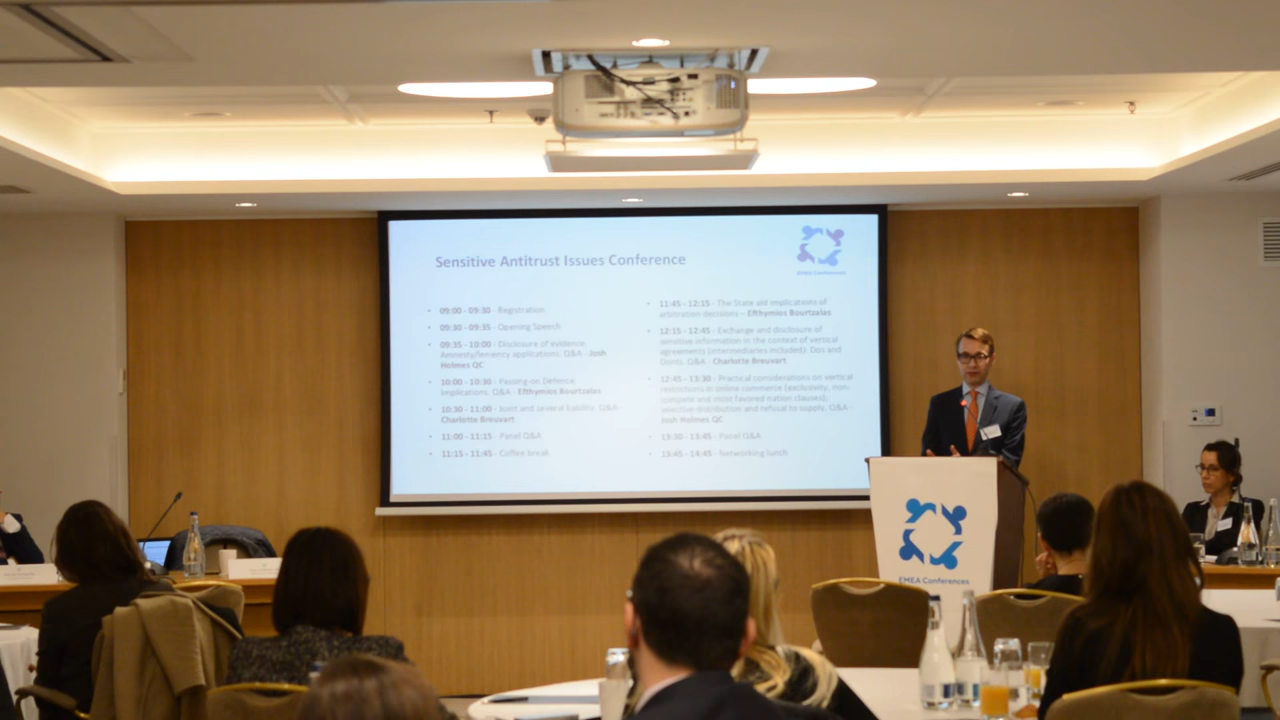 Sensitive Antitrust Issues Conference
EMEA Conferences
• 09:00 - 09:30 - Registration
• 09:30 - 09:35 - Opening Speech
• 09:35 - 10:00 - Disclosure of evidence.
Amnesty/leniency applications. Q&A - Josh
Holmes QC
• 10:00 - 10:30 - Passing-on Defence
Implications. Q&A - Efthymios Bourtzalas
• 10:30 - 11:00 - Joint and several liability. Q&A -
Charlotte Breuvart
• 11:00 - 11:15 - Panel Q&A
• 11:15 - 11:45 - Coffee break
• 11:45 - 12:15 - The State aid implications of
arbitration decisions – Efthymios Bourtzalas
• 12:15 - 12:45 - Exchange and disclosure of
sensitive information in the context of vertical
agreements (intermediaries included). Dos and
Donts. Q&A - Charlotte Breuvart
• 12:45 - 13:30 - Practical considerations on vertical
restrictions in online commerce (exclusivity, non-
compete and most favored nation clauses);
selective distribution and refusal to supply. Q&A -
Josh Holmes QC
• 13:30 - 13:45 - Panel Q&A
• 13:45 - 14:45 - Networking lunch
EMEA Conferences